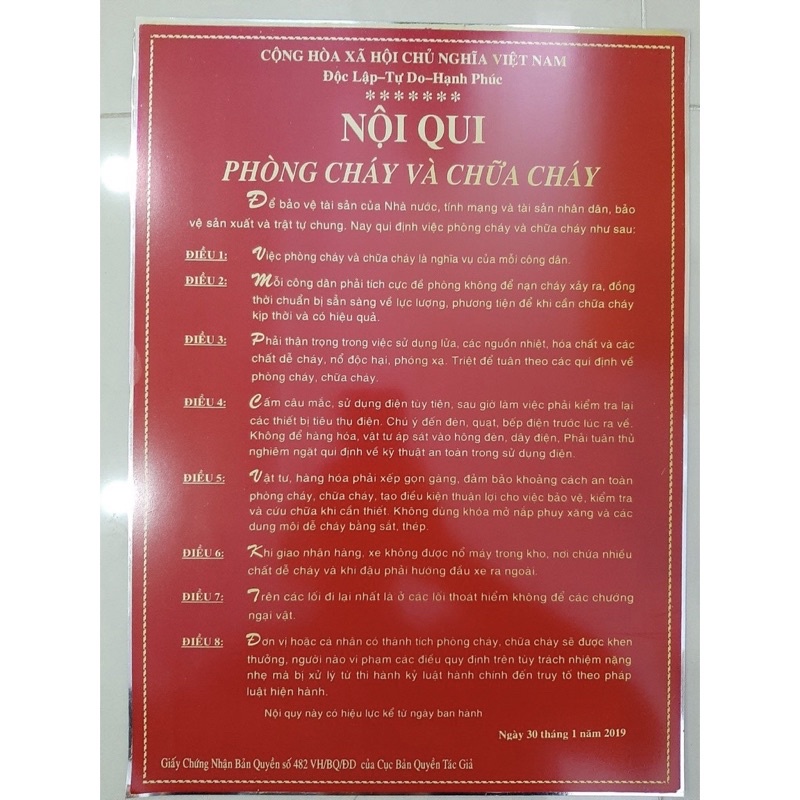 CỘNG HÒA XÃ HỘI CHỦ NGHĨA VIỆT NAM
Độc Lập–Tự Do–Hạnh Phúc
*******
NỘI QUI
PHÒNG CHÁY VÀ CHỮA CHÁY
Để bảo vệ tài sản của Nhà nước, tính mạng và tài sản nhân dân, bảo
vệ sản xuất và trật tự chung. Nay qui định việc phòng cháy và chữa cháy như sau:
ĐIỀU 1: Việc phòng cháy và chữa cháy là nghĩa vụ của mỗi công dân.
ĐIỀU 2: Mỗi công dân phải tích cực đề phòng không để nạn cháy xảy ra, đồng
thời chuẩn bị sẳn sàng về lực lượng, phương tiện để khi cần chữa cháy
kịp thời và có hiệu quả.
ĐIỀU 3: Phải thận trọng trong việc sử dụng lửa, các nguồn nhiệt, hóa chất và các
chất dễ cháy, nổ độc hại, phóng xạ. Triệt để tuân theo các qui định về
phòng cháy, chữa cháy.
ĐIỀU 4: Cấm câu mắc, sử dụng điện tùy tiện, sau giờ làm việc phải kiểm tra lại
các thiết bị tiêu thụ điện. Chú ý đến đèn, quạt, bếp điện trước lúc ra về.
Không để hàng hóa, vật tư áp sát vào hông đèn, dây điện, Phải tuân thủ
nghiêm ngặt qui định về kỹ thuật an toàn trong sử dụng điện.
ĐIỀU 5: Vật tư, hàng hóa phải xếp gọn gàng, đảm bảo khoảng cách an toàn
phòng cháy, chữa cháy, tạo điều kiện thuận lợi cho việc bảo vệ, kiểm tra
và cứu chữa khi cần thiết. Không dùng khóa mở nắp phuy xăng và các
dung môi dễ cháy bằng sắt, thép.
ĐIỀU 6: Khi giao nhận hàng, xe không được nổ máy trong kho, nơi chứa nhiều
chất dễ cháy và khi đậu phải hướng đầu xe ra ngoài.
ĐIỀU 7: Trên các lối đi lại nhất là ở các lối thoát hiểm không để các chướng
ngại vật.
ĐIỀU 8: Đơn vị hoặc cá nhân có thành tích phòng cháy, chữa cháy sẽ được khen
thưởng, người nào vi phạm các điều quy định trên tùy trách nhiệm nặng
nhẹ mà bị xử lý từ thi hành kỷ luật hành chính đến truy tố theo pháp
luật hiện hành.
Nội quy này có hiệu lực kể từ ngày ban hành
Ngày 30 tháng 1 năm 2019
Giấy Chứng Nhận Bản Quyền số 482 VH/BQ/ĐD của Cục Bản Quyền Tác Giả